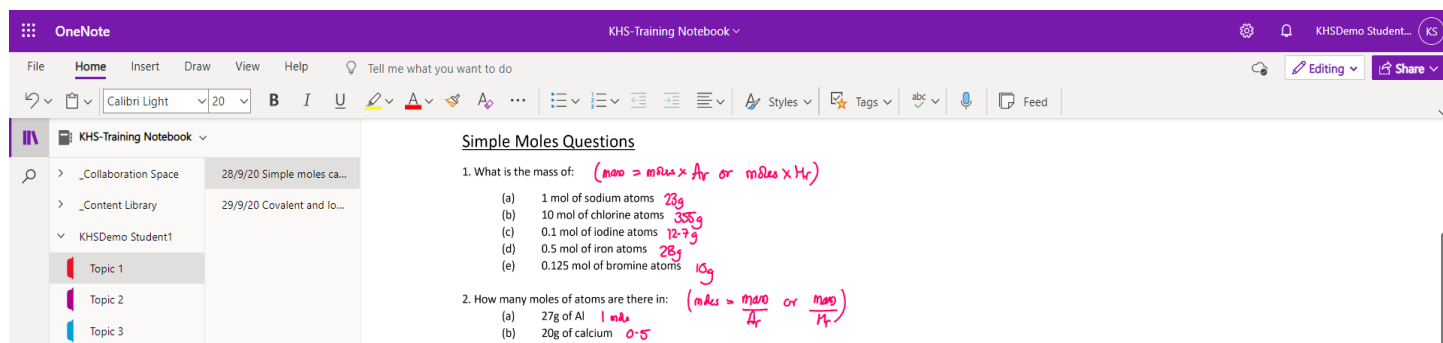 OneNote
KHS-Training Notebook
KHSDemo Student... KS
File Home Insert Draw View Help Tell me what you want to do Editing Share
Calibri Light 20 B I U A ... Styles Tags abc Feed
KHS-Training Notebook
_Collaboration Space
_Content Library
KHSDemo Student1
Topic 1
Topic 2
Topic 3
28/9/20 Simple moles ca...
29/9/20 Covalent and Io...
Simple Moles Questions
1. What is the mass of: (mass = moles x Ar or moles x Mr)
(a) 1 mol of sodium atoms 23g
(b) 10 mol of chlorine atoms 355g
(c) 0.1 mol of iodine atoms 12.7g
(d) 0.5 mol of iron atoms 28g
(e) 0.125 mol of bromine atoms 10g
2. How many moles of atoms are there in: (moles = mass/Ar or mass/Mr)
(a) 27g of Al 1 mole
(b) 20g of calcium 0.5